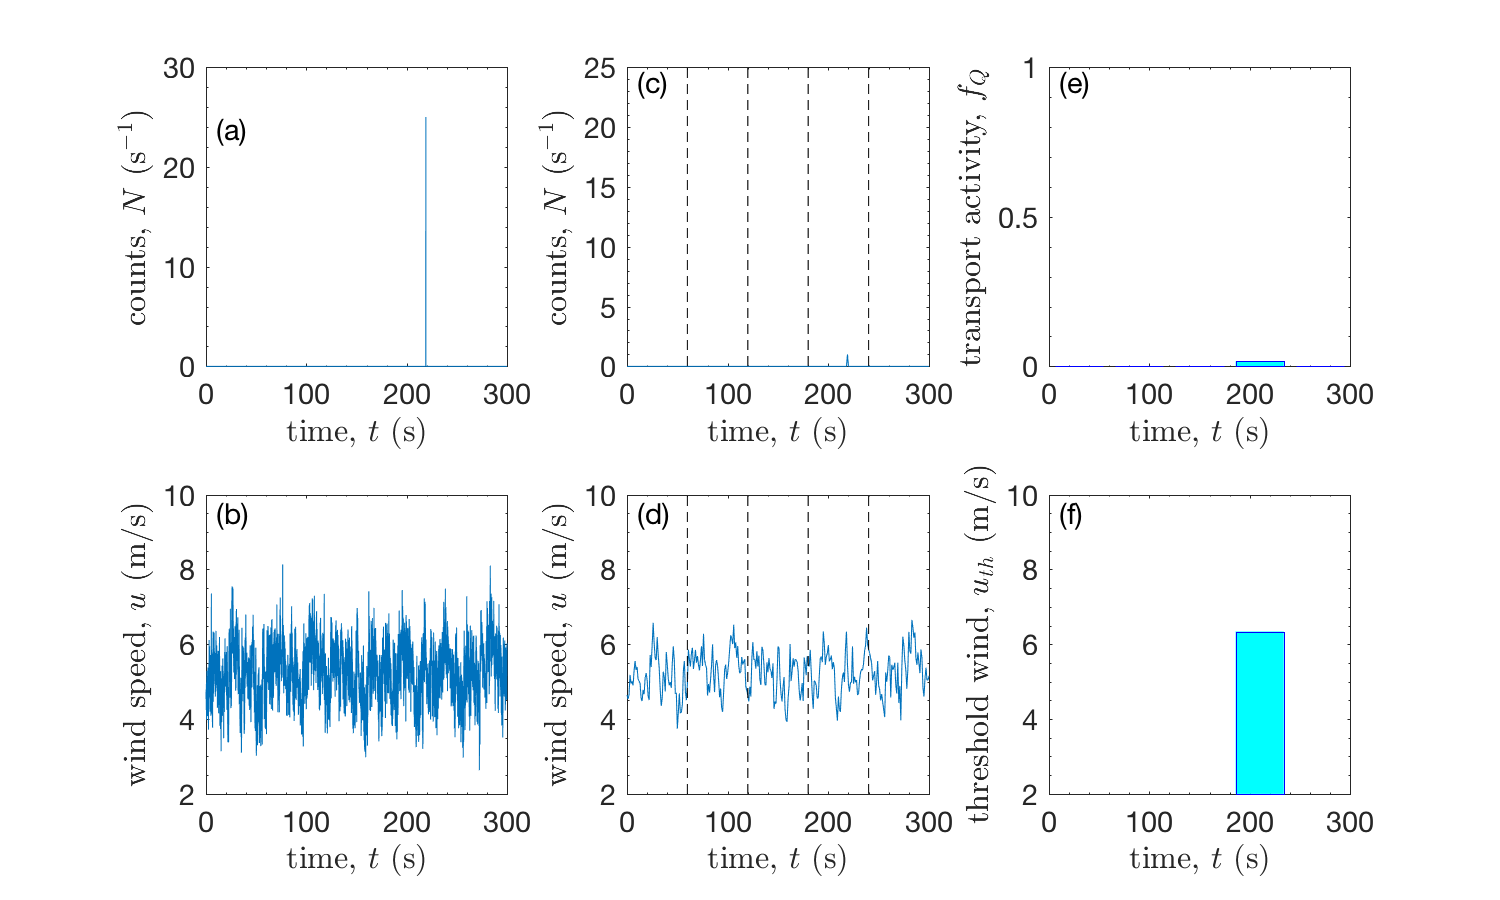 (a)
counts, N (s⁻¹)
30
20
10
0
0 100 200 300
time, t (s)
(c)
counts, N (s⁻¹)
25
20
15
10
5
0
0 100 200 300
time, t (s)
(e)
transport activity, f_Q
1
0.5
0
0 100 200 300
time, t (s)
(b)
wind speed, u (m/s)
10
8
6
4
2
0 100 200 300
time, t (s)
(d)
wind speed, u (m/s)
10
8
6
4
2
0 100 200 300
time, t (s)
(f)
threshold wind, u_th (m/s)
10
8
6
4
2
0 100 200 300
time, t (s)